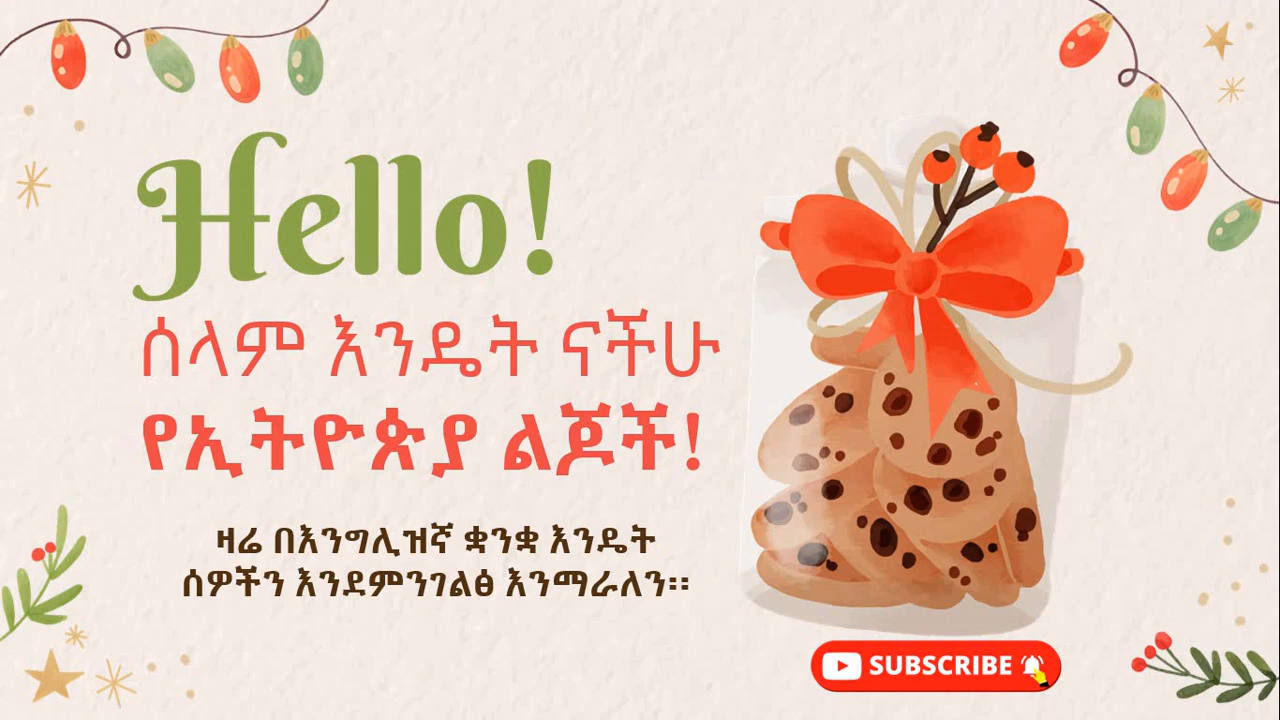 Hello!
ሰላም እንዴት ናችሁ
የኢትዮጵያ ልጆች!
ዛሬ በእንግሊዝኛ ቋንቋ እንዴት
ሰዎችን እንደምንገልፅ እንማራለን፡፡
SUBSCRIBE